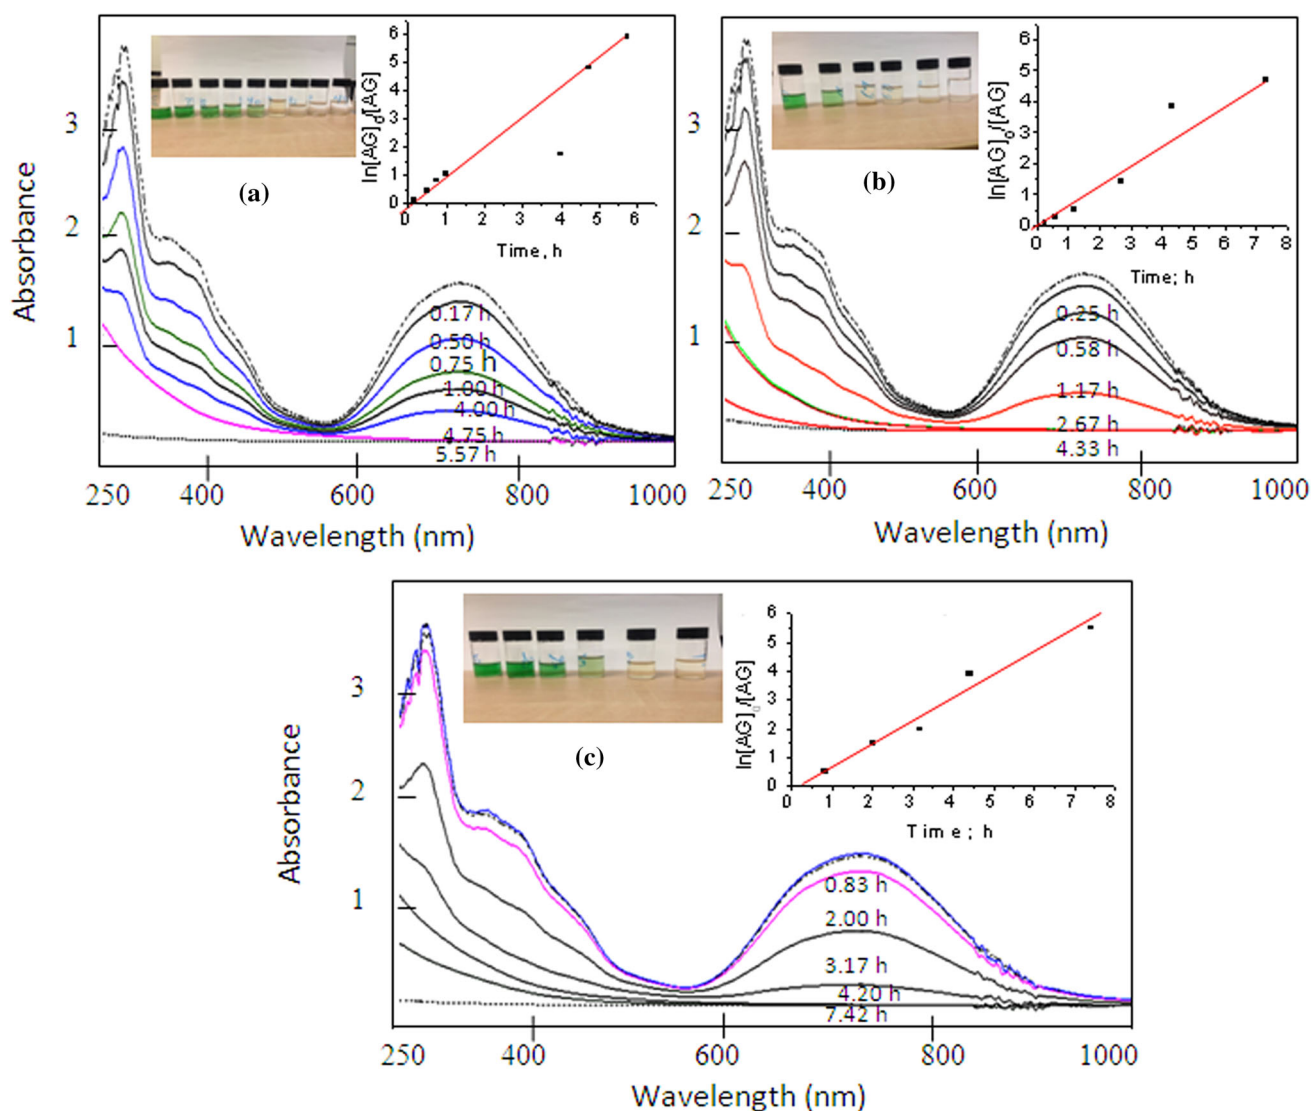 Absorbance
3
2
1
(a)
ln[AG]0/[AG]
6
5
4
3
2
1
0
0 1 2 3 4 5 6
Time, h
0.17 h
0.50 h
0.75 h
1.00 h
4.00 h
4.75 h
5.57 h
250 400 600 800 1000
Wavelength (nm)
3
2
1
(b)
ln[AG]0/[AG]
6
5
4
3
2
1
0
0 1 2 3 4 5 6 7 8
Time; h
0.25 h
0.58 h
1.17 h
2.67 h
4.33 h
250 400 600 800 1000
Wavelength (nm)
Absorbance
3
2
1
(c)
ln[AG]0/[AG]
6
5
4
3
2
1
0
0 1 2 3 4 5 6 7 8
Time; h
0.83 h
2.00 h
3.17 h
4.20 h
7.42 h
250 400 600 800 1000
Wavelength (nm)